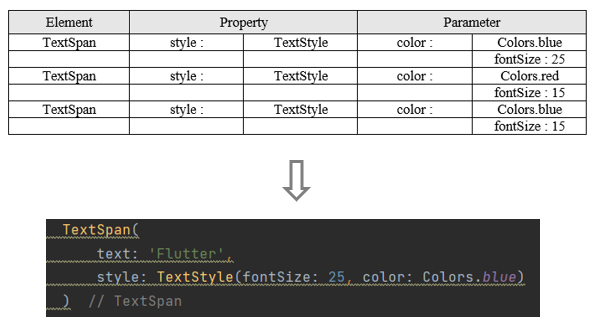 Element Property Parameter
TextSpan style : TextStyle color : Colors.blue
fontSize : 25
TextSpan style : TextStyle color : Colors.red
fontSize : 15
TextSpan style : TextStyle color : Colors.blue
fontSize : 15
TextSpan(
text: 'Flutter',
style: TextStyle(fontSize: 25, color: Colors.blue)
) // TextSpan